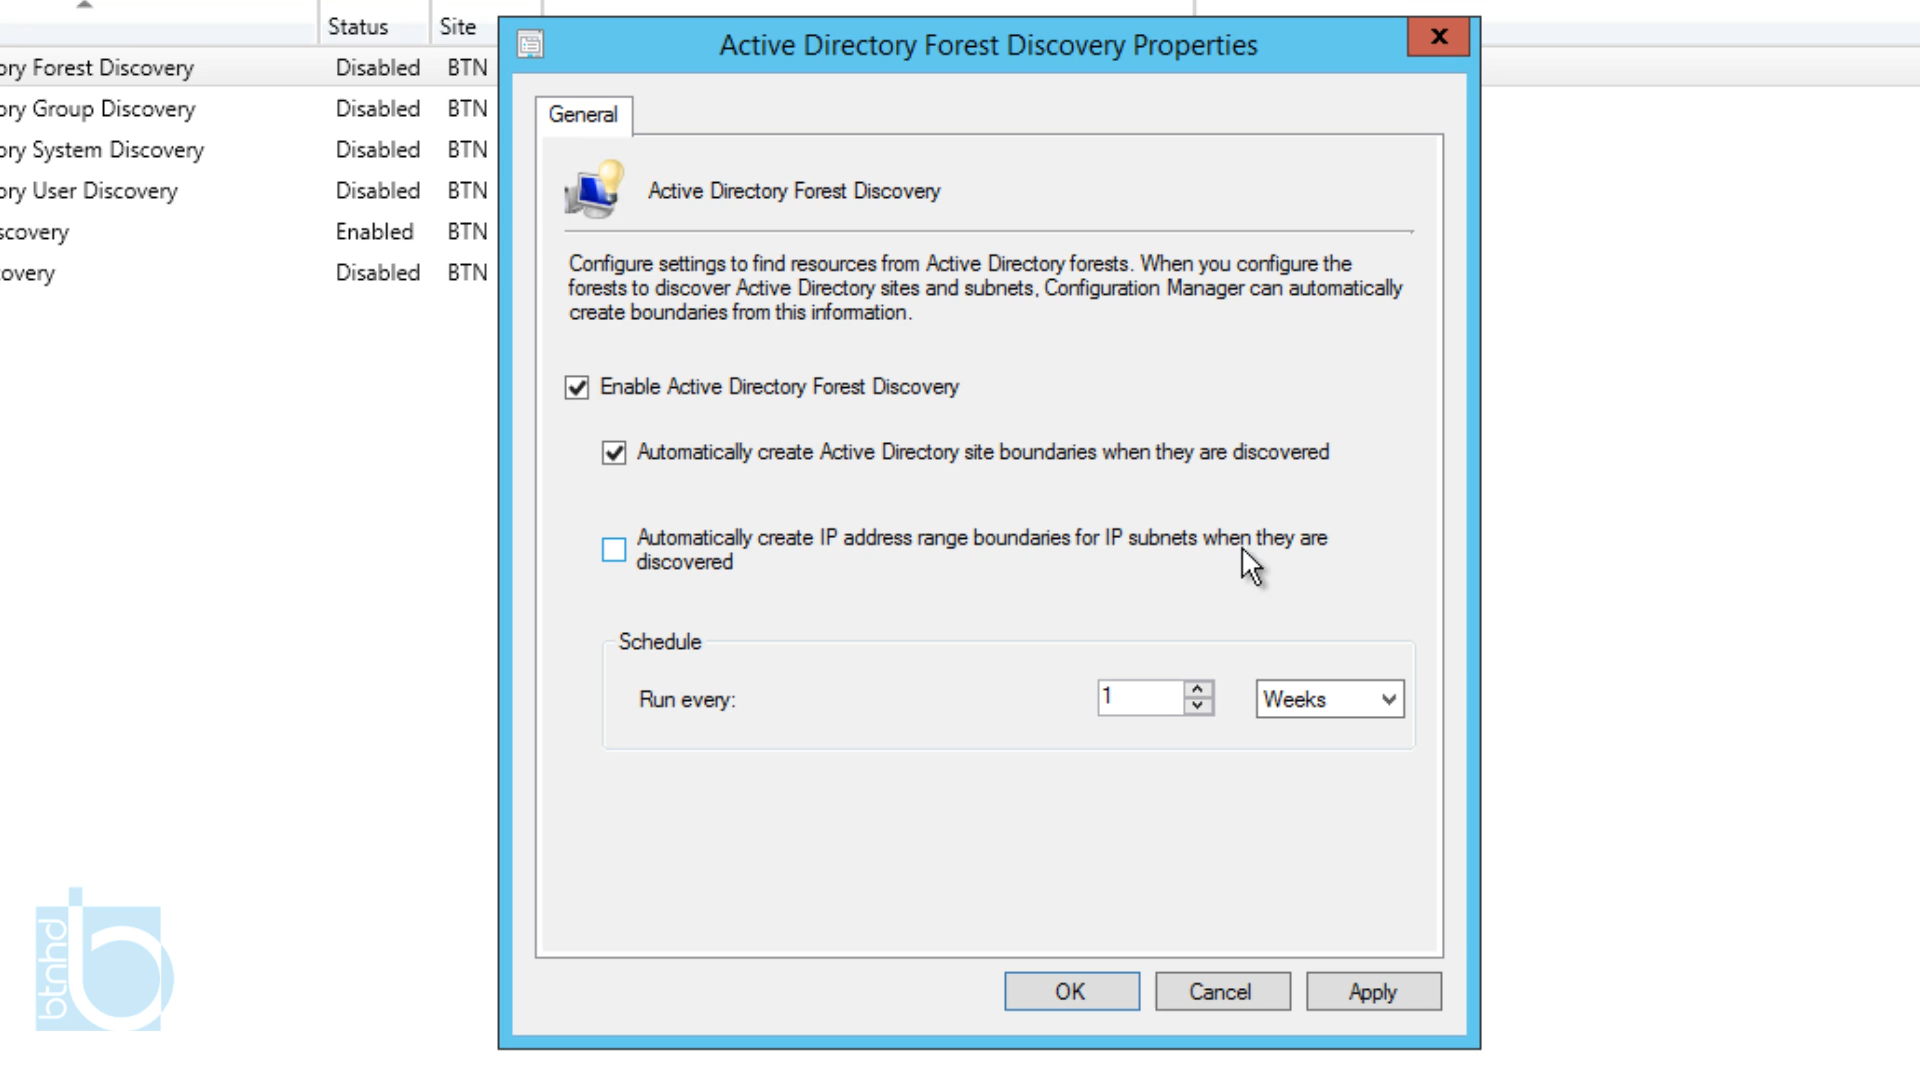 Status Site
ory Forest Discovery Disabled BTN
ory Group Discovery Disabled BTN
ory System Discovery Disabled BTN
ory User Discovery Disabled BTN
scovery Enabled BTN
overy Disabled BTN
Active Directory Forest Discovery Properties
x
General
Active Directory Forest Discovery
Configure settings to find resources from Active Directory forests. When you configure the
forests to discover Active Directory sites and subnets, Configuration Manager can automatically
create boundaries from this information.
Enable Active Directory Forest Discovery
Automatically create Active Directory site boundaries when they are discovered
Automatically create IP address range boundaries for IP subnets when they are
discovered
Schedule
Run every: 1 Weeks
OK Cancel Apply
btnhd
b